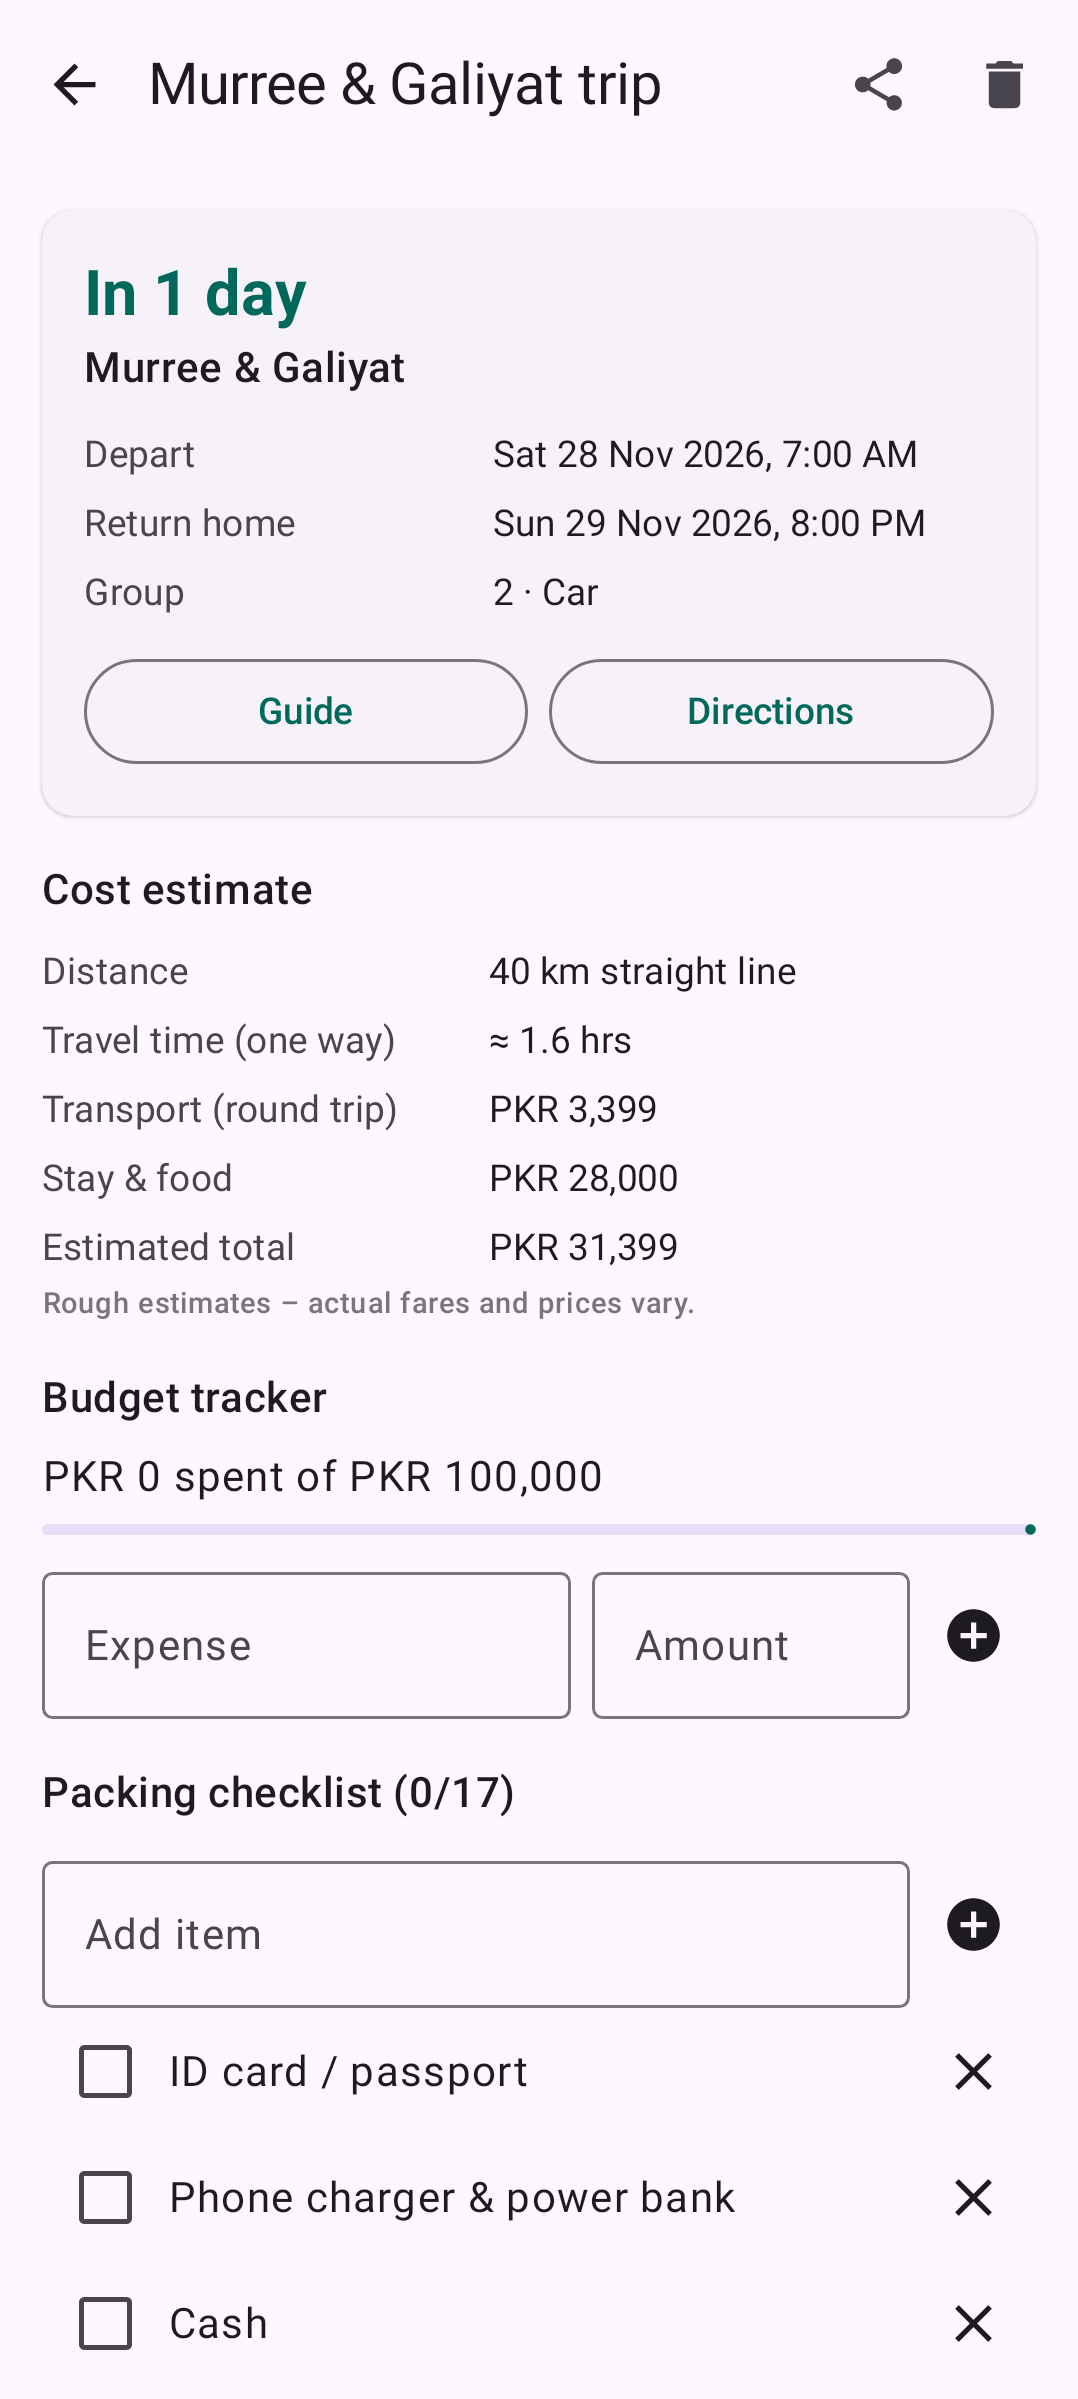 Murree & Galiyat trip
In 1 day
Murree & Galiyat
Depart Sat 28 Nov 2026, 7:00 AM
Return home Sun 29 Nov 2026, 8:00 PM
Group 2 · Car
Guide Directions
Cost estimate
Distance 40 km straight line
Travel time (one way) ≈ 1.6 hrs
Transport (round trip) PKR 3,399
Stay & food PKR 28,000
Estimated total PKR 31,399
Rough estimates – actual fares and prices vary.
Budget tracker
PKR 0 spent of PKR 100,000
Expense Amount
Packing checklist (0/17)
Add item
ID card / passport
Phone charger & power bank
Cash